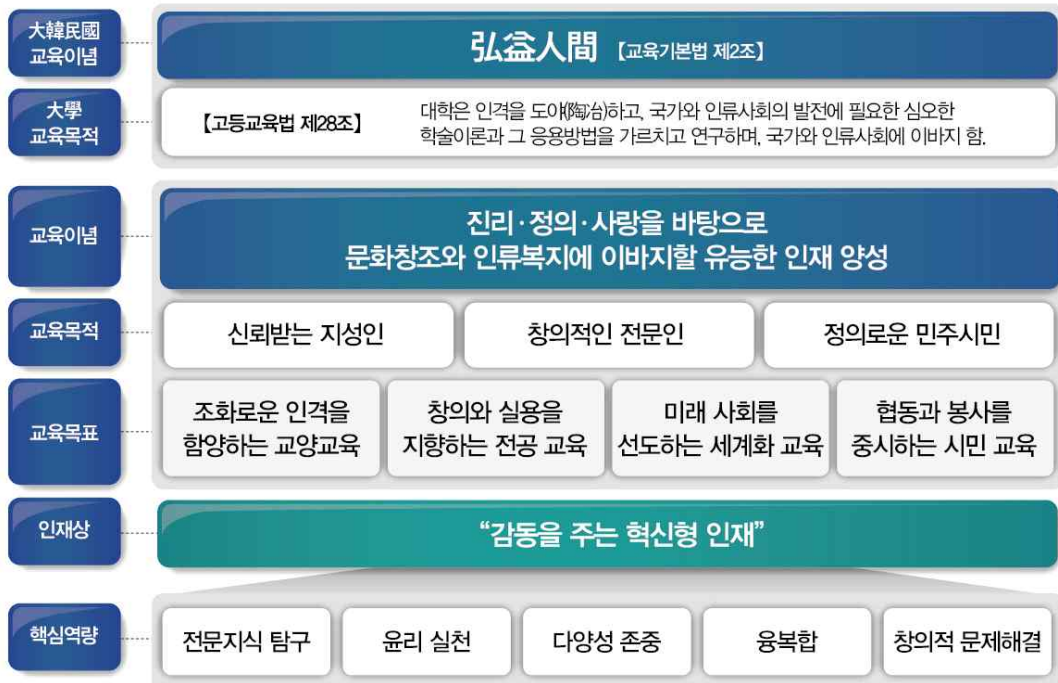 大韓民國
교육이념
弘益人間 【교육기본법 제2조】
大學
교육목적
【고등교육법 제28조】
대학은 인격을 도야(陶冶)하고, 국가와 인류사회의 발전에 필요한 심오한
학술이론과 그 응용방법을 가르치고 연구하며, 국가와 인류사회에 이바지 함.
교육이념
진리·정의·사랑을 바탕으로
문화창조와 인류복지에 이바지할 유능한 인재 양성
교육목적
신뢰받는 지성인
창의적인 전문인
정의로운 민주시민
교육목표
조화로운 인격을
함양하는 교양교육
창의와 실용을
지향하는 전공 교육
미래 사회를
선도하는 세계화 교육
협동과 봉사를
중시하는 시민 교육
인재상
“감동을 주는 혁신형 인재”
핵심역량
전문지식 탐구
윤리 실천
다양성 존중
융복합
창의적 문제해결